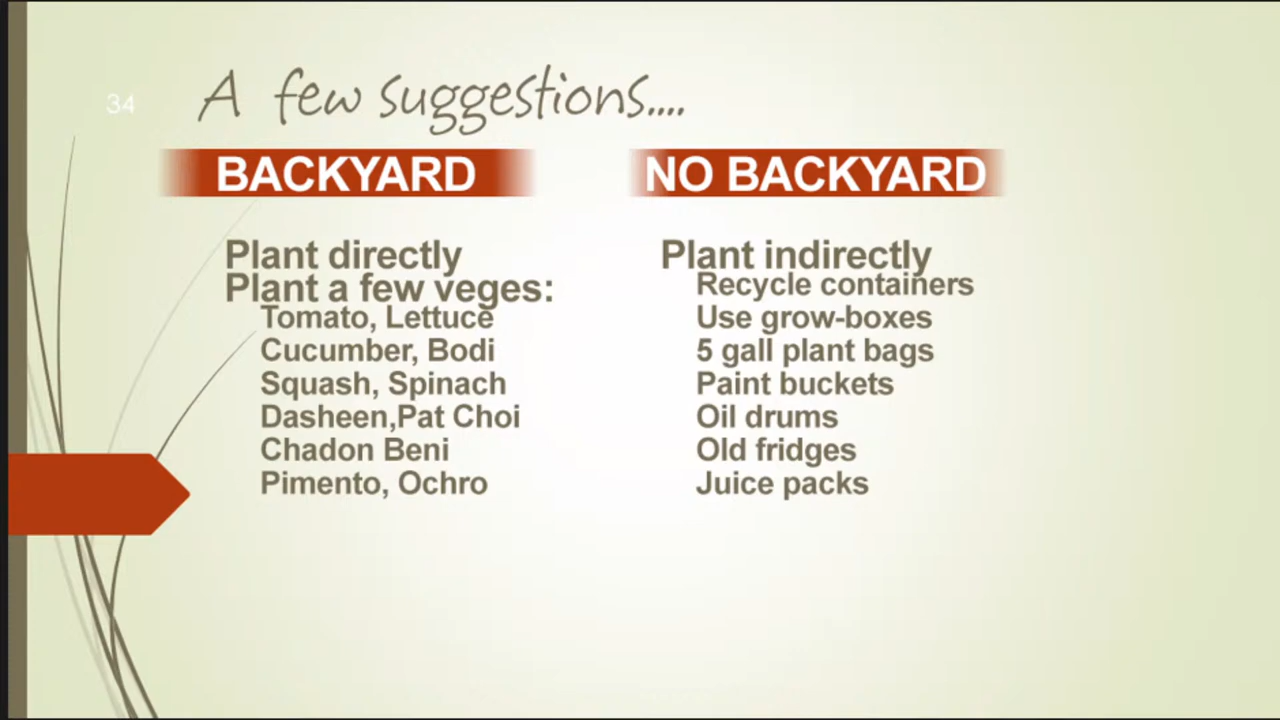 34
A few suggestions....
BACKYARD
Plant directly
Plant a few veges:
Tomato, Lettuce
Cucumber, Bodi
Squash, Spinach
Dasheen,Pat Choi
Chadon Beni
Pimento, Ochro
NO BACKYARD
Plant indirectly
Recycle containers
Use grow-boxes
5 gall plant bags
Paint buckets
Oil drums
Old fridges
Juice packs